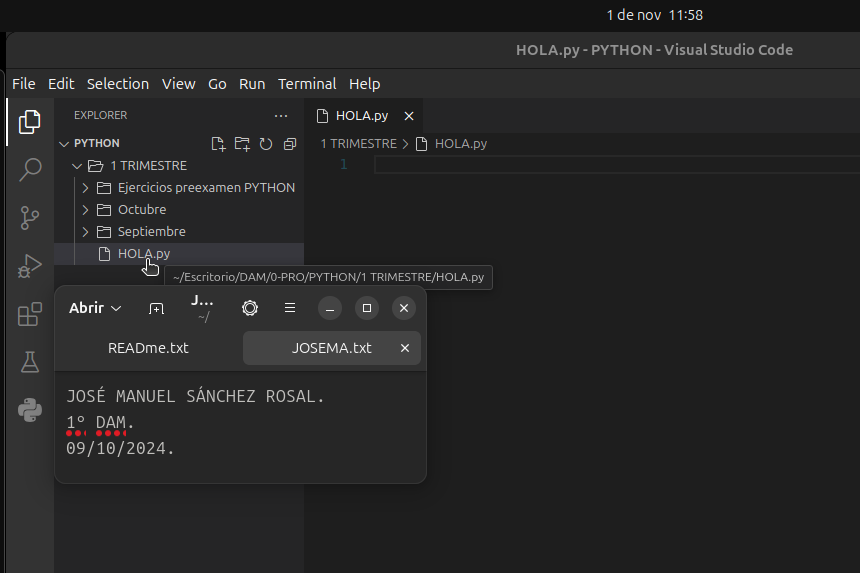 1 de nov 11:58
HOLA.py - PYTHON - Visual Studio Code
File Edit Selection View Go Run Terminal Help
EXPLORER ...
HOLA.py
PYTHON
1 TRIMESTRE > HOLA.py
1 TRIMESTRE
1
Ejercicios preexamen PYTHON
Octubre
Septiembre
HOLA.py
~/Escritorio/DAM/0-PRO/PYTHON/1 TRIMESTRE/HOLA.py
Abrir
J...
~/
READme.txt
JOSEMA.txt
JOSÉ MANUEL SÁNCHEZ ROSAL.
1º DAM.
09/10/2024.